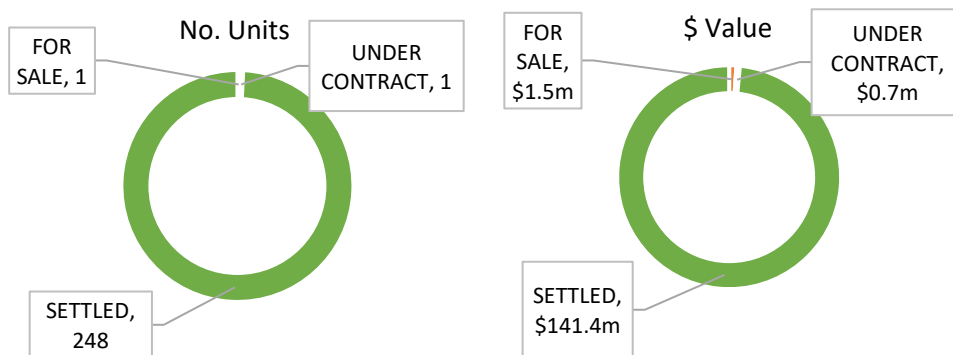 No. Units
FOR
SALE, 1
UNDER
CONTRACT, 1
SETTLED,
248
$ Value
FOR
SALE,
$1.5m
UNDER
CONTRACT,
$0.7m
SETTLED,
$141.4m